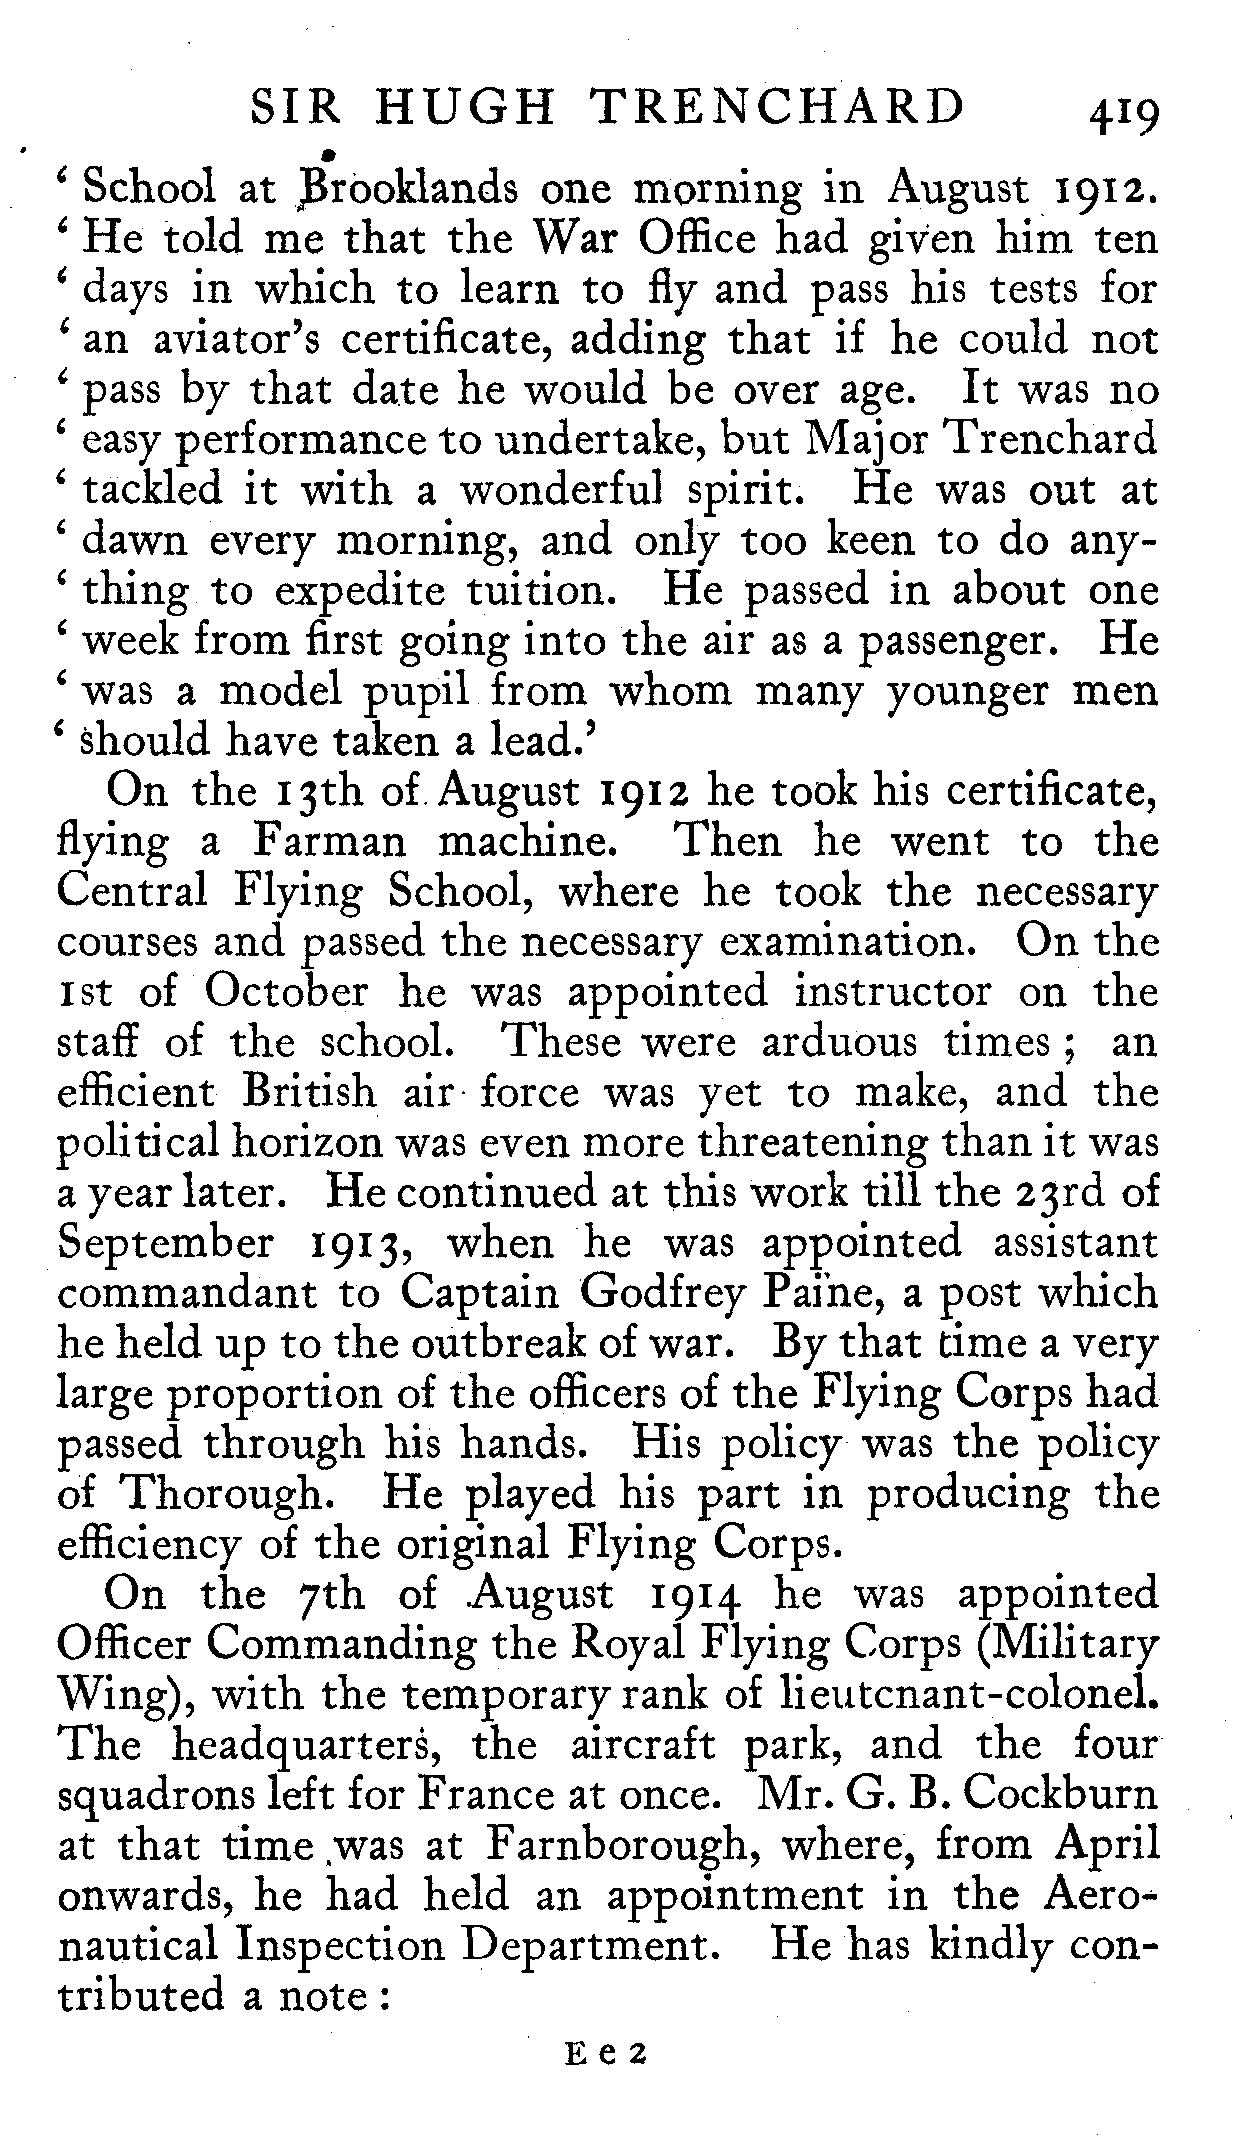 SIR HUGH TRENCHARD 419
‘ School at Brooklands one morning in August 1912.
‘ He told me that the War Office had given him ten
‘ days in which to learn to fly and pass his tests for
‘ an aviator’s certificate, adding that if he could not
‘ pass by that date he would be over age. It was no
‘ easy performance to undertake, but Major Trenchard
‘ tackled it with a wonderful spirit. He was out at
‘ dawn every morning, and only too keen to do any-
‘ thing to expedite tuition. He passed in about one
‘ week from first going into the air as a passenger. He
‘ was a model pupil from whom many younger men
‘ should have taken a lead.’
On the 13th of August 1912 he took his certificate,
flying a Farman machine. Then he went to the
Central Flying School, where he took the necessary
courses and passed the necessary examination. On the
1st of October he was appointed instructor on the
staff of the school. These were arduous times ; an
efficient British air force was yet to make, and the
political horizon was even more threatening than it was
a year later. He continued at this work till the 23rd of
September 1913, when he was appointed assistant
commandant to Captain Godfrey Paine, a post which
he held up to the outbreak of war. By that time a very
large proportion of the officers of the Flying Corps had
passed through his hands. His policy was the policy
of Thorough. He played his part in producing the
efficiency of the original Flying Corps.
On the 7th of August 1914 he was appointed
Officer Commanding the Royal Flying Corps (Military
Wing), with the temporary rank of lieutenant-colonel.
The headquarters, the aircraft park, and the four
squadrons left for France at once. Mr. G. B. Cockburn
at that time was at Farnborough, where, from April
onwards, he had held an appointment in the Aero-
nautical Inspection Department. He has kindly con-
tributed a note :
E e 2